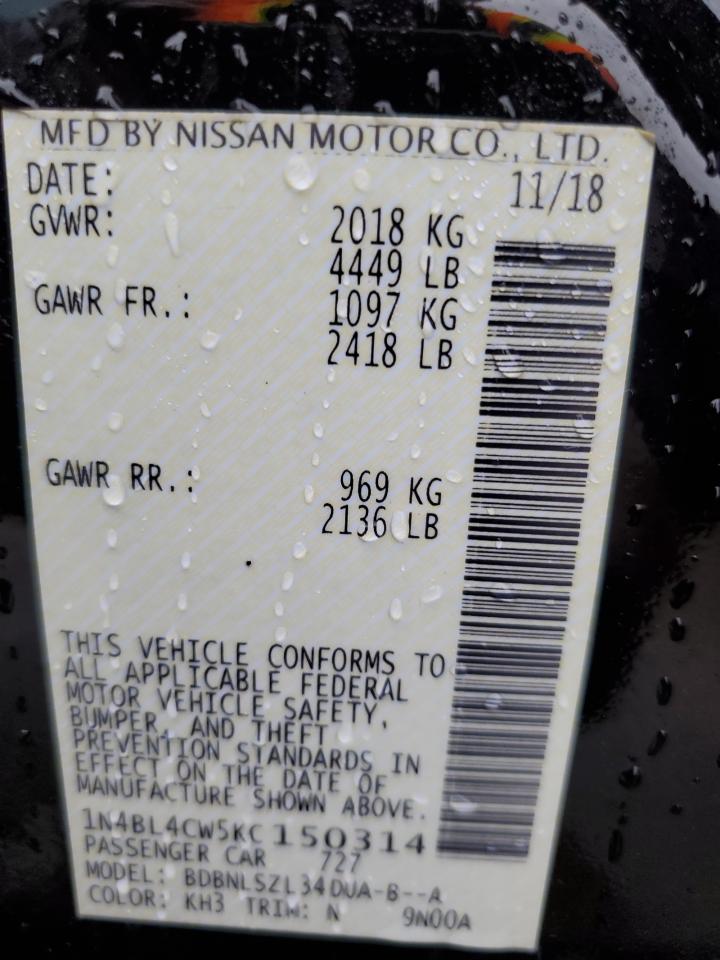 MFD BY NISSAN MOTOR CO., LTD.
DATE: 11/18
GVWR: 2018 KG
4449 LB
GAWR FR.: 1097 KG
2418 LB
GAWR RR.: 969 KG
2136 LB
THIS VEHICLE CONFORMS TO
ALL APPLICABLE FEDERAL
MOTOR VEHICLE SAFETY,
BUMPER, AND THEFT
PREVENTION STANDARDS IN
EFFECT ON THE DATE OF
MANUFACTURE SHOWN ABOVE.
1N4BL4CW5KC150314
PASSENGER CAR 727
MODEL: BDBNLSZL34DUA-B--A
COLOR: KH3 TRIM: N 9N00A